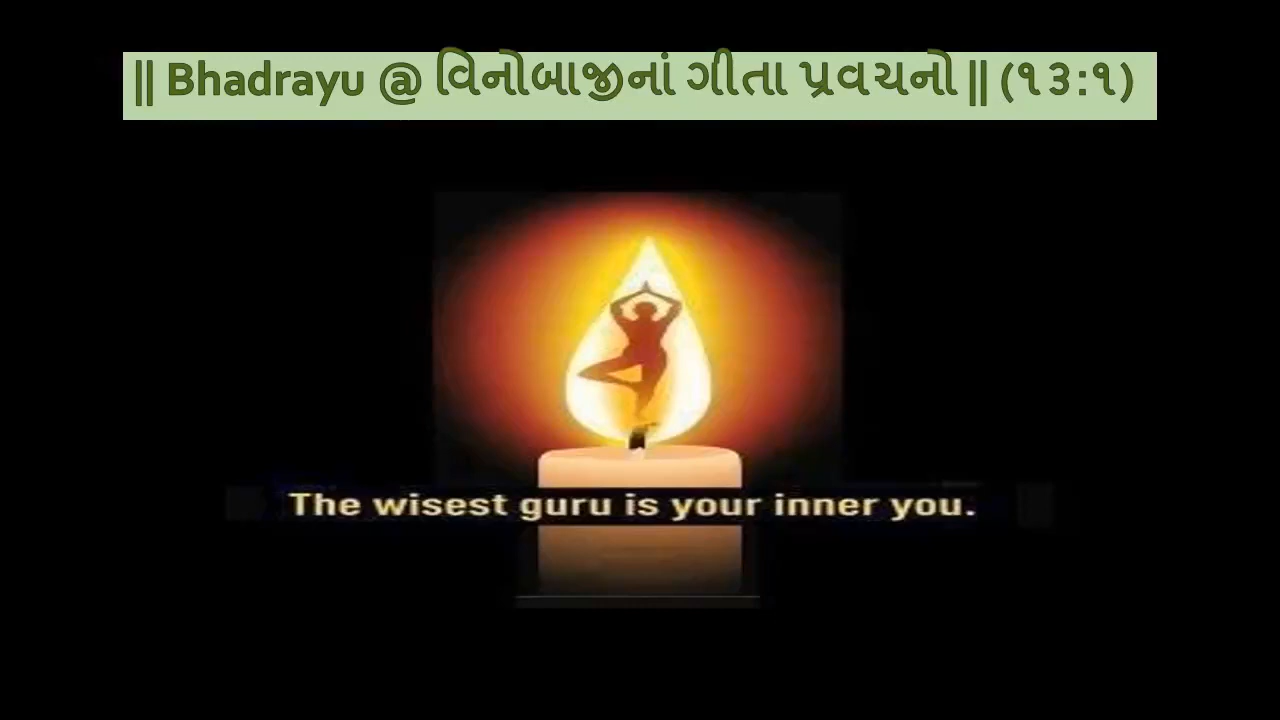 || Bhadrayu @ વિનોબાજીનાં ગીતા પ્રવચનો || (૧૩:૧)
The wisest guru is your inner you.